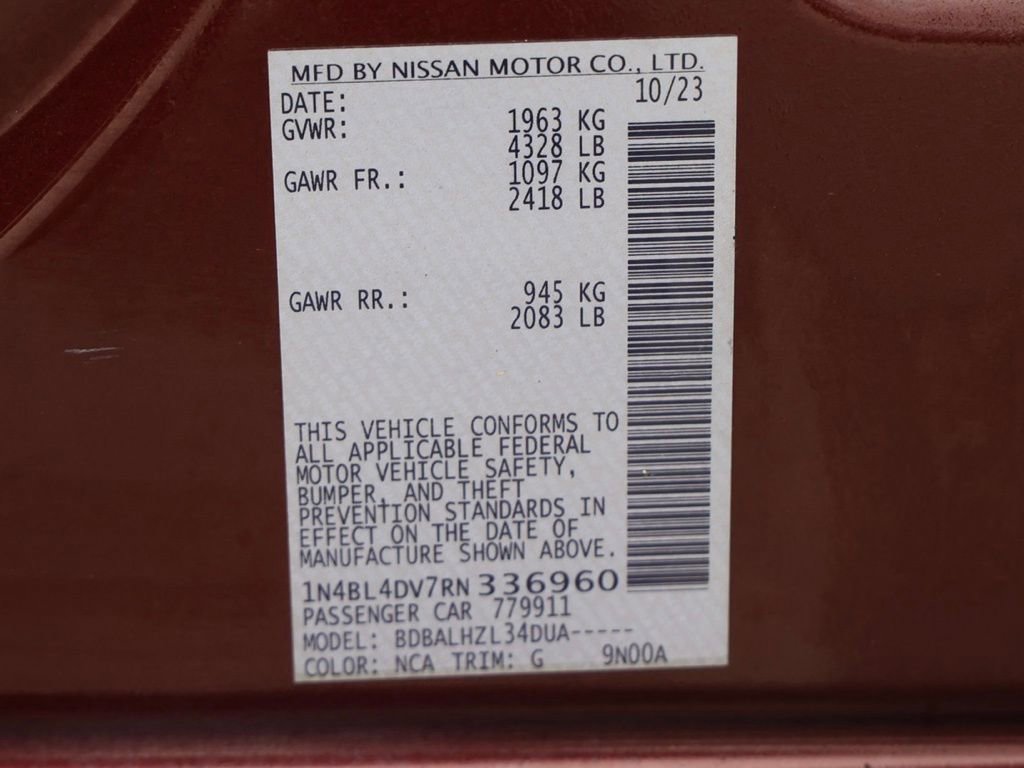 MFD BY NISSAN MOTOR CO., LTD.
DATE: 10/23
GVWR: 1963 KG
4328 LB
GAWR FR.: 1097 KG
2418 LB
GAWR RR.: 945 KG
2083 LB
THIS VEHICLE CONFORMS TO
ALL APPLICABLE FEDERAL
MOTOR VEHICLE SAFETY,
BUMPER, AND THEFT
PREVENTION STANDARDS IN
EFFECT ON THE DATE OF
MANUFACTURE SHOWN ABOVE.
1N4BL4DV7RN 336960
PASSENGER CAR 779911
MODEL: BDBALHZL34DUA-----
COLOR: NCA TRIM: G 9N00A